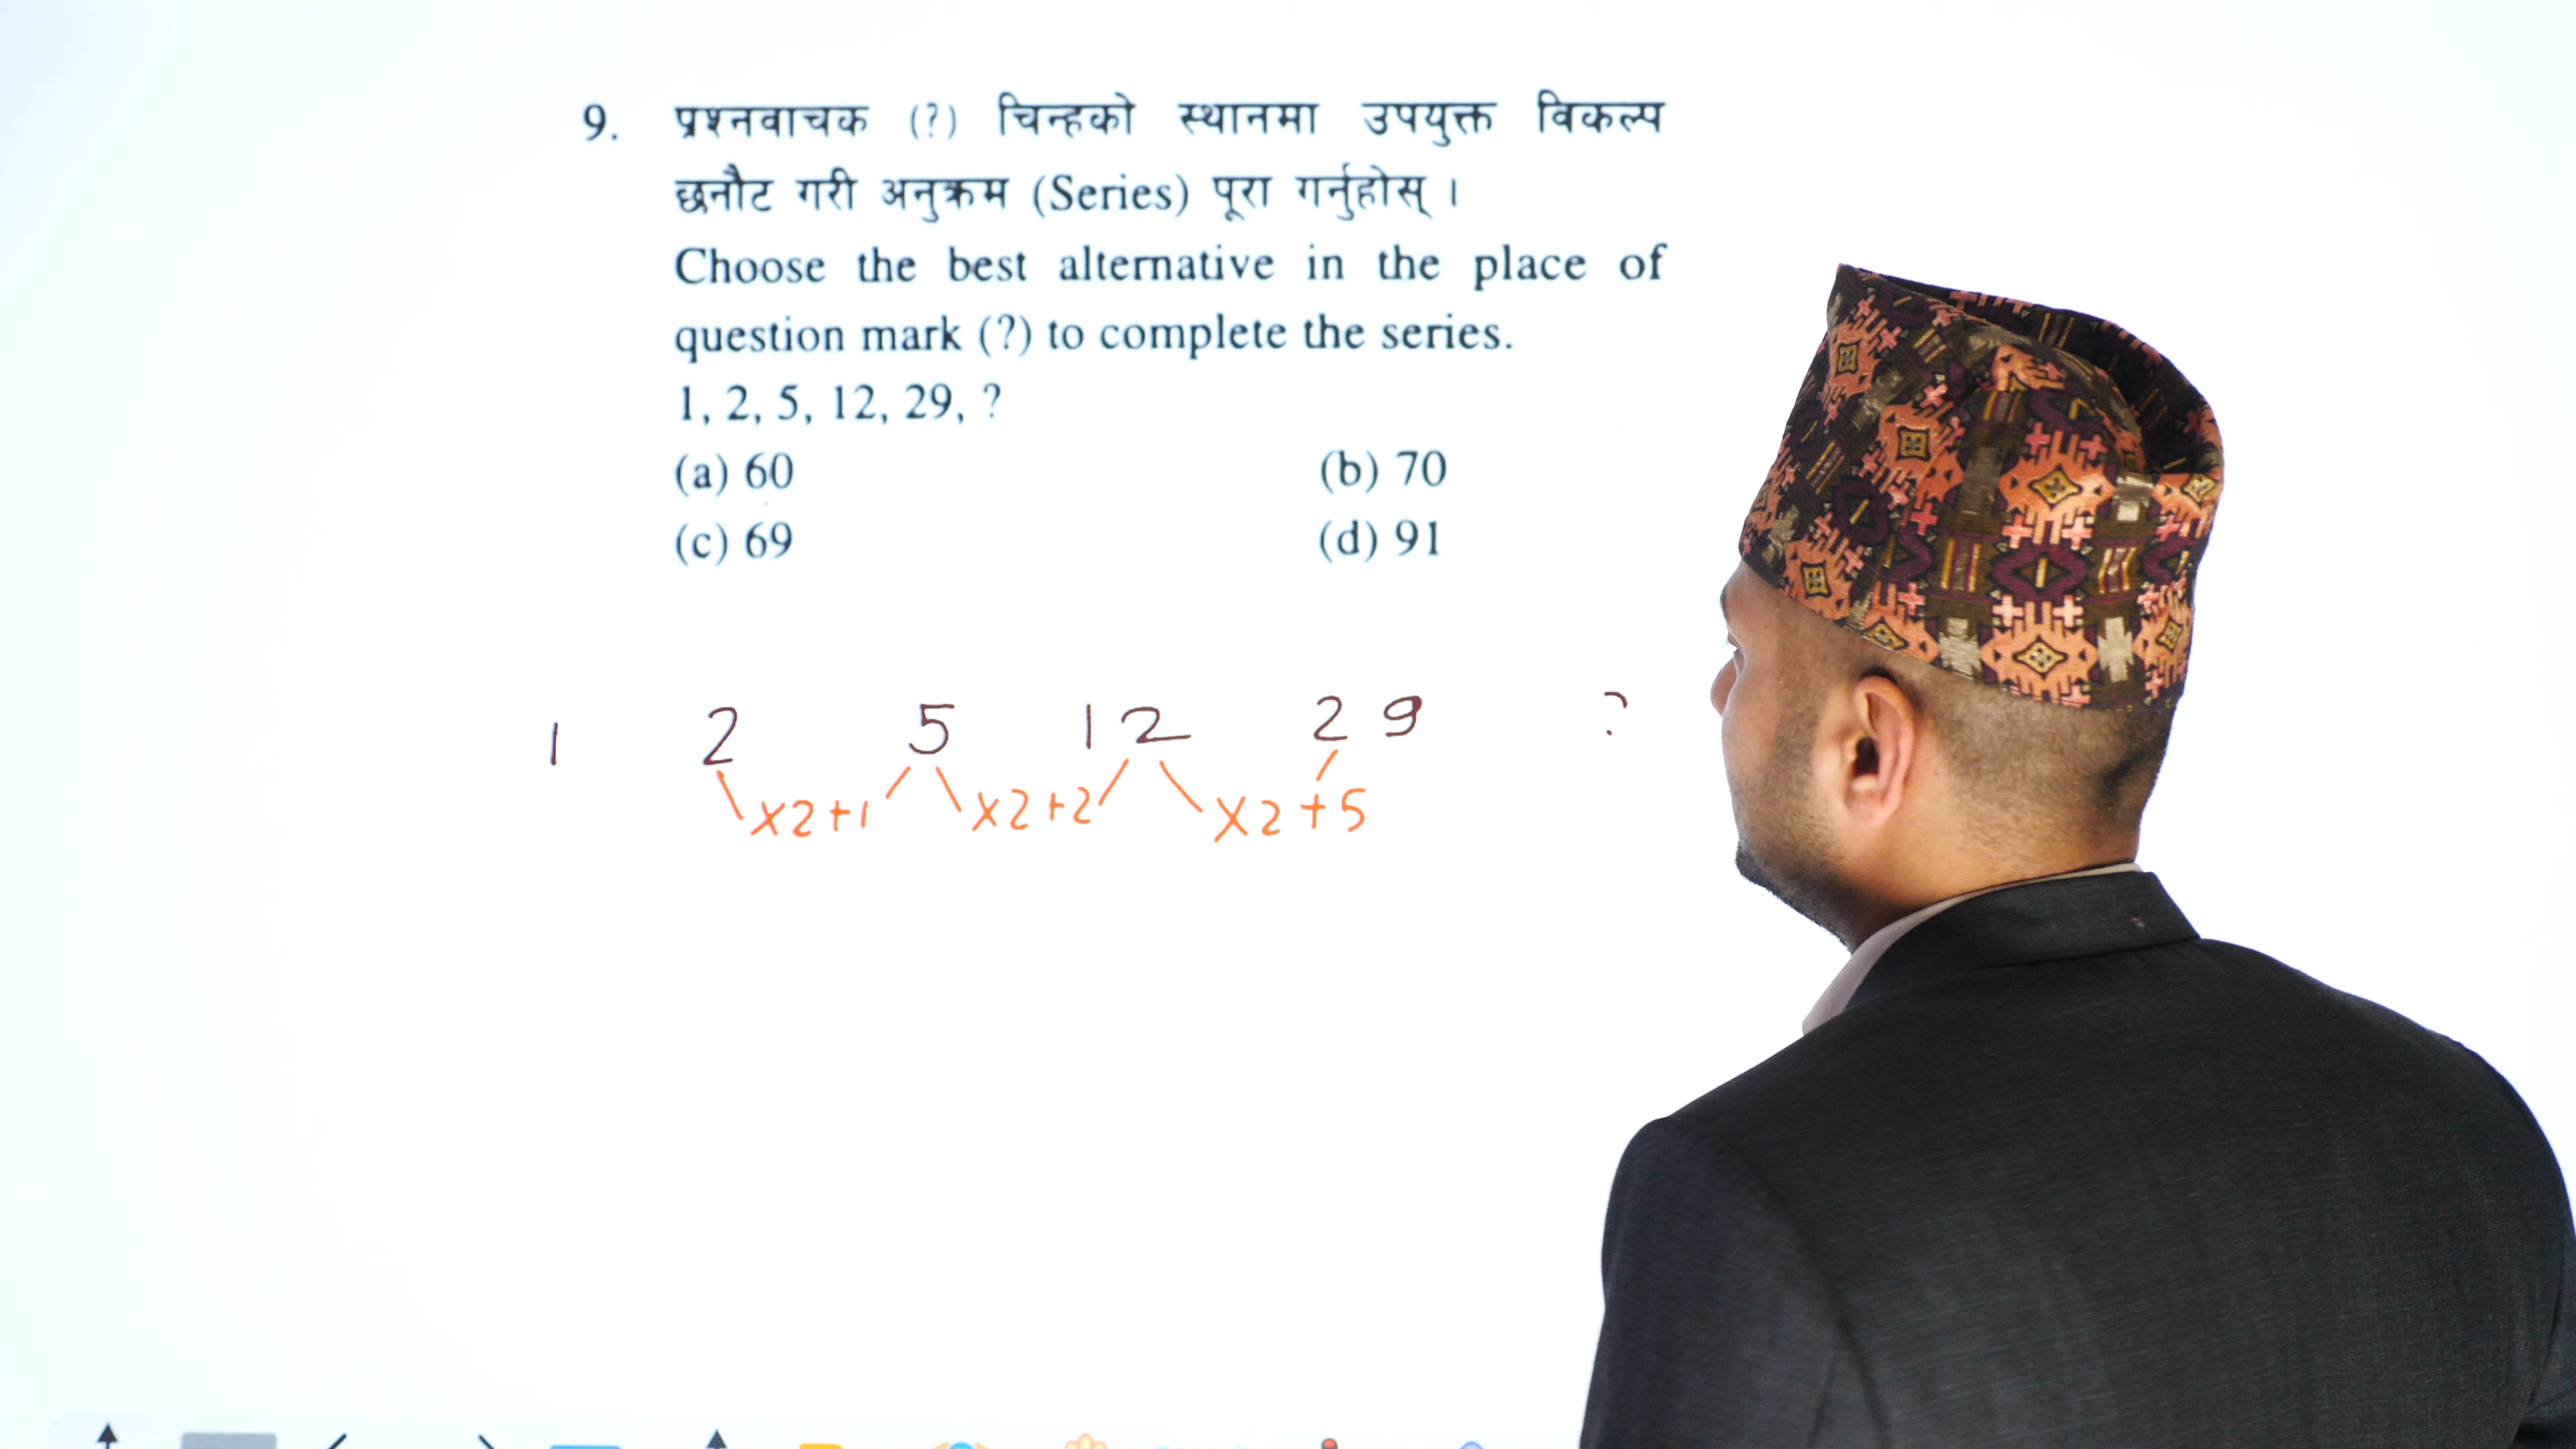 9. प्रश्नवाचक (?) चिन्हको स्थानमा उपयुक्त विकल्प
छनौट गरी अनुक्रम (Series) पूरा गर्नुहोस् ।
Choose the best alternative in the place of
question mark (?) to complete the series.
1, 2, 5, 12, 29, ?
(a) 60 (b) 70
(c) 69 (d) 91
1 2 5 12 29 ?
x2+1 x2+2 x2+5